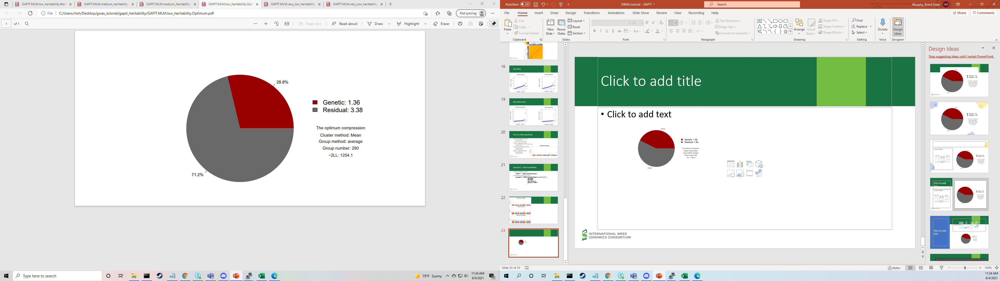 GAPIT.MLM.low_heritability.Man
GAPIT.MLM.medium_heritability.
GAPIT.MLM.medium_heritability.
GAPIT.MLM.low_heritability.Opti
GAPIT.MLM.very_low_heritability.
GAPIT.MLM.very_low_heritability.
File
C:/Users/irish/Desktop/gwas_tutorial/gapit_heritability/GAPIT.MLM.low_heritability.Optimum.pdf
Not syncing
1 of 1
Page view
Read aloud
Draw
Highlight
Erase
28.8%
Genetic: 1.36
Residual: 3.38
The optimum compression
Cluster method: Mean
Group method: average
Group number: 290
−2LL: 1254.1
71.2%
Type here to search
79°F Sunny
11:24 AM
8/4/2021
AutoSave Off
GWAS tutorial - GAPIT
Search
Murphy, Brent Peter MB
File Home Insert Draw Design Transitions Animations Slide Show Review View Recording Help
Share
Comments
Paste
Cut
Copy
Format Painter
Clipboard
New Slide
Reuse Slides
Layout
Reset
Section
Slides
28
Font
Text Direction
Align Text
Convert to SmartArt
Paragraph
Arrange
Quick Styles
Shape Fill
Shape Outline
Shape Effects
Drawing
Find
Replace
Select
Editing
Dictate
Voice
Design Ideas
Designer
18
QQ Plots
19
QQ plots cont.
20
True vs False positives
21
Tutorial 2: Trait heritability
22
23
Click to add title
• Click to add text
Genetic: 1.48
Residual: 1.99
The optimum compression
Cluster method: Mean
Group method: average
INTERNATIONAL WEED
GENOMICS CONSORTIUM
Design Ideas
Stop suggesting ideas until I restart PowerPoint.
Click to add
Click to add
title
Slide 23 of 23
Notes
103%
11:24 AM
8/4/2021